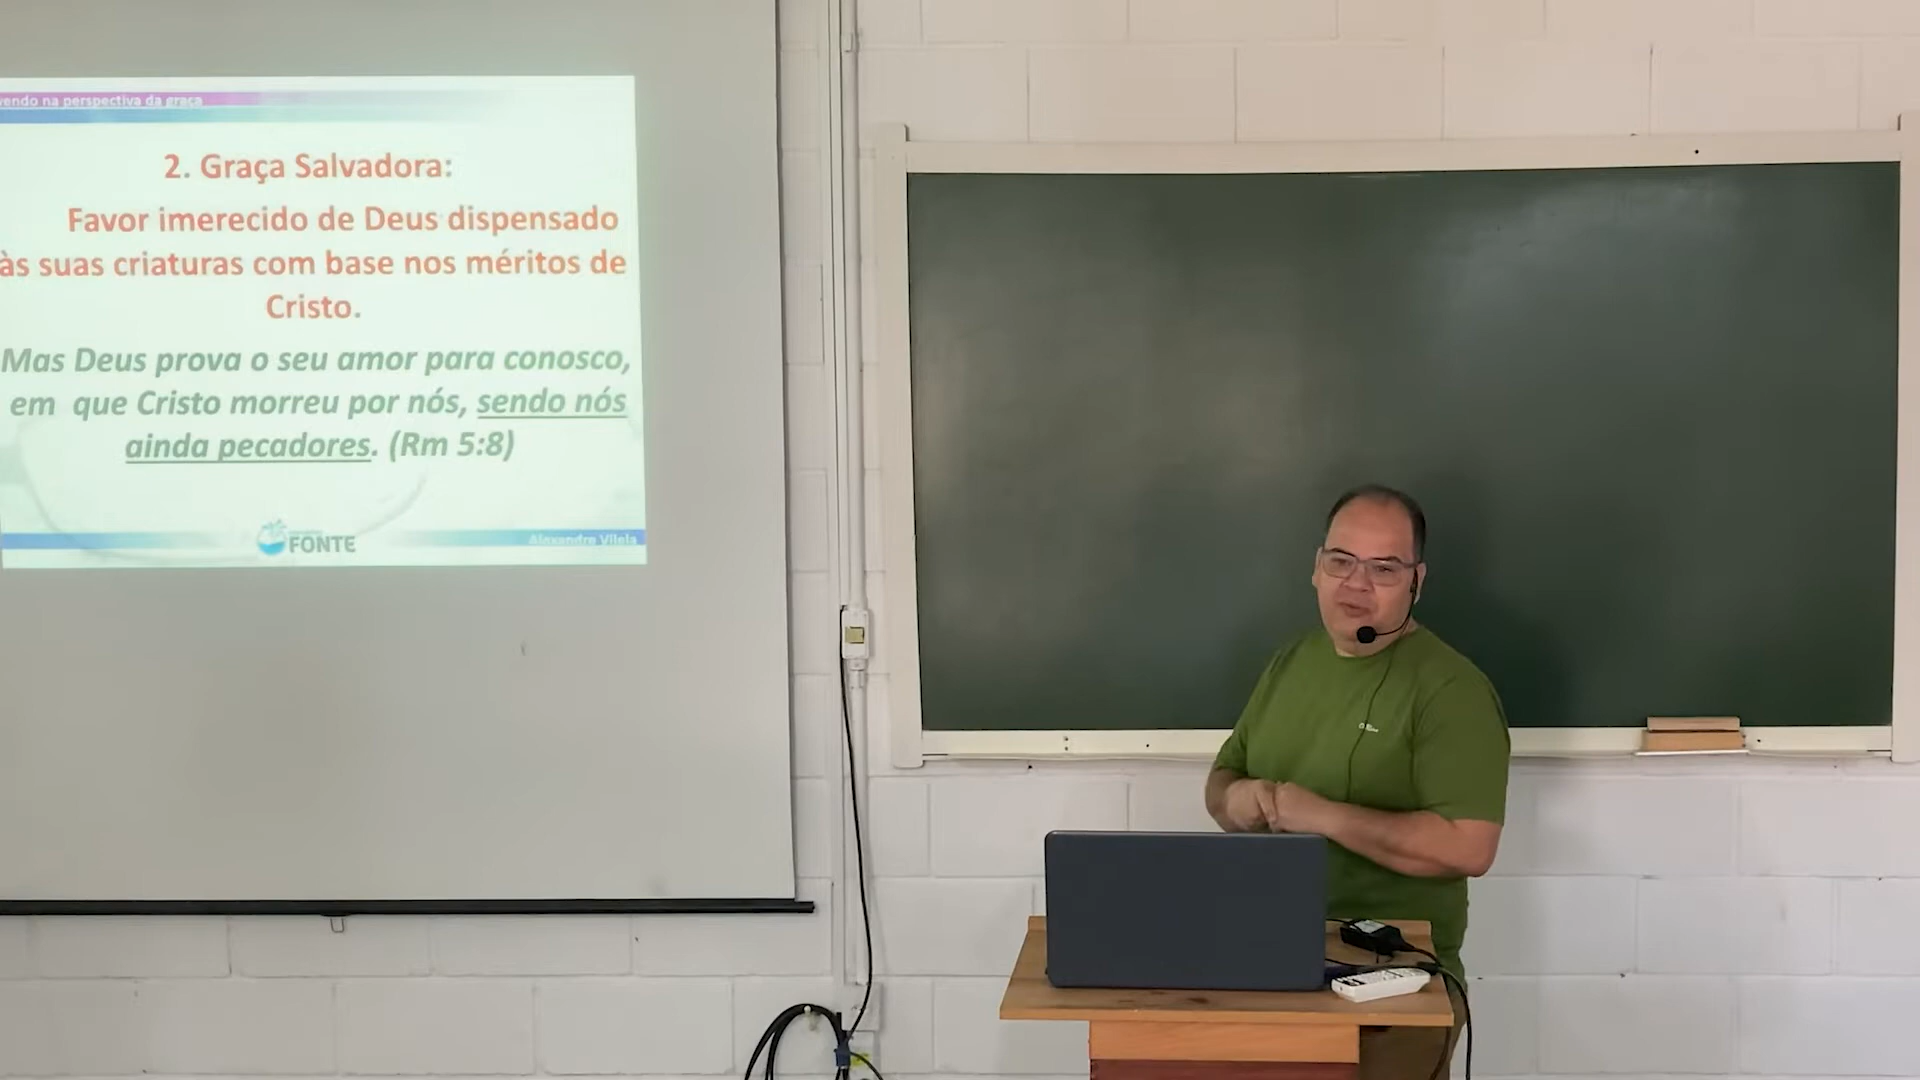 vendo na perspectiva da graça
2. Graça Salvadora:
Favor imerecido de Deus dispensado
às suas criaturas com base nos méritos de
Cristo.
Mas Deus prova o seu amor para conosco,
em que Cristo morreu por nós, sendo nós
ainda pecadores. (Rm 5:8)
FONTE
Alexandre Vilela